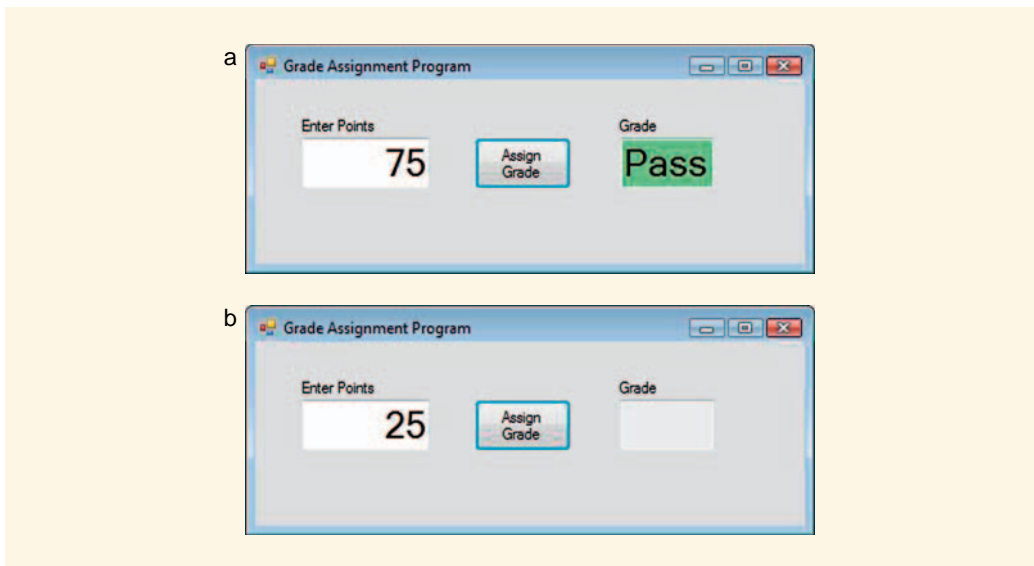 a
Grade Assignment Program
Enter Points
Grade
75
Assign
Grade
Pass
b
Grade Assignment Program
Enter Points
Grade
25
Assign
Grade